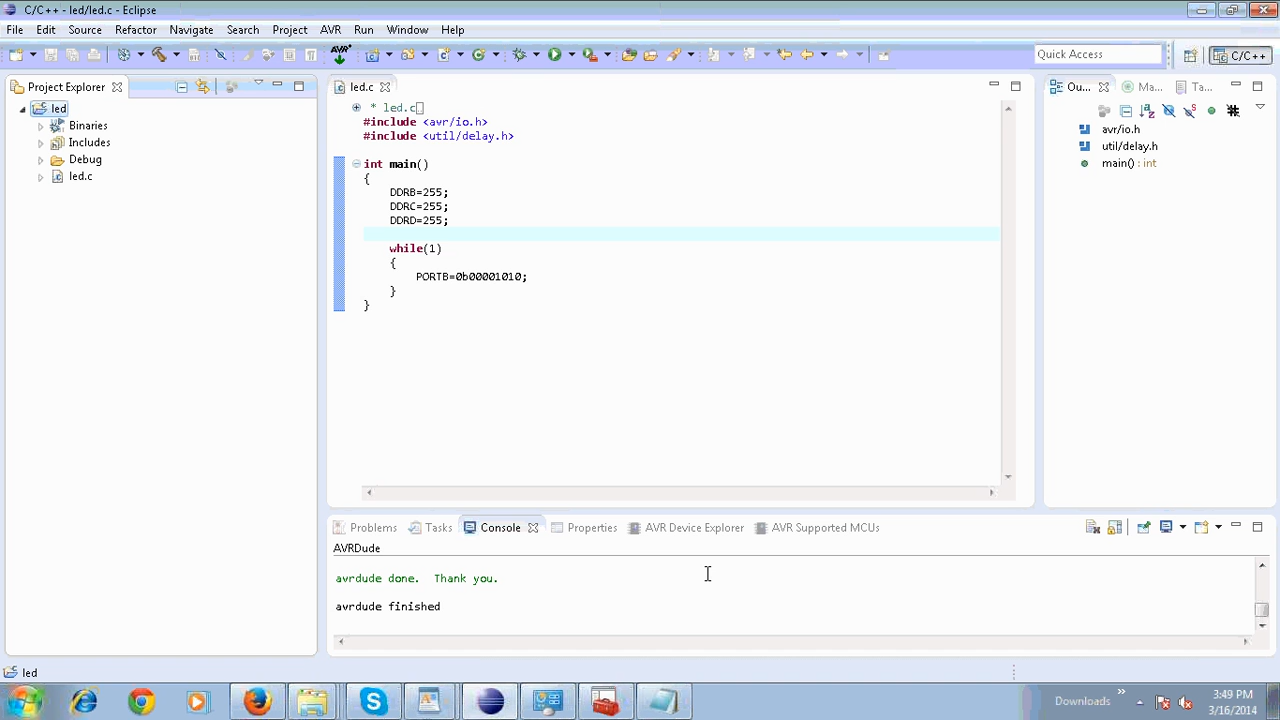 C/C++ - led/led.c - Eclipse
File Edit Source Refactor Navigate Search Project AVR Run Window Help
AVR
Quick Access
C/C++
Project Explorer
led
Binaries
Includes
Debug
led.c
led.c
* led.c
#include <avr/io.h>
#include <util/delay.h>
int main()
{
DDRB=255;
DDRC=255;
DDRD=255;
while(1)
{
PORTB=0b00001010;
}
}
Ou...
Ma...
Ta...
avr/io.h
util/delay.h
main() : int
Problems Tasks Console Properties AVR Device Explorer AVR Supported MCUs
AVRDude
avrdude done. Thank you.
avrdude finished
led
Downloads
3:49 PM
3/16/2014